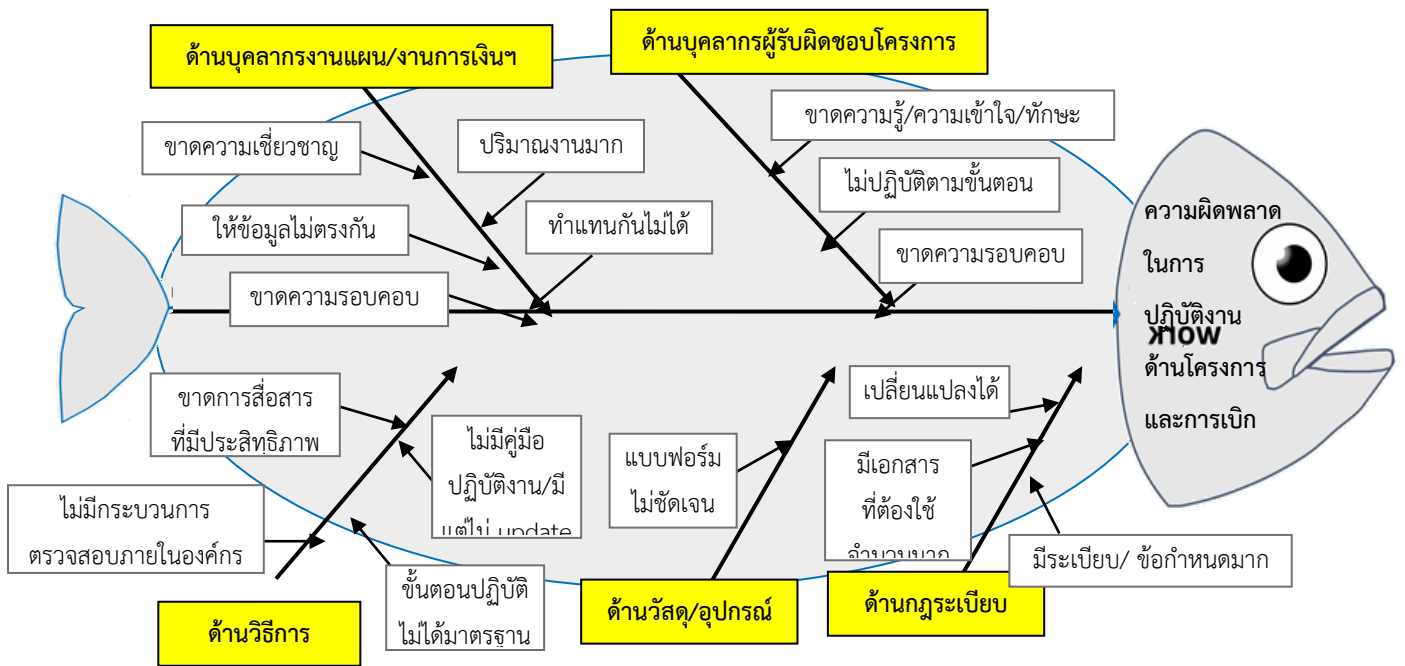 ด้านบุคลากรงานแผน/งานการเงินฯ
ขาดความเชี่ยวชาญ
ปริมาณงานมาก
ให้ข้อมูลไม่ตรงกัน
ทำแทนกันไม่ได้
ขาดความรอบคอบ
ด้านบุคลากรผู้รับผิดชอบโครงการ
ขาดความรู้/ความเข้าใจ/ทักษะ
ไม่ปฏิบัติตามขั้นตอน
ขาดความรอบคอบ
ความผิดพลาด
ในการ
ปฏิบัติงาน
ด้านโครงการ
และการเบิก
know
work
ขาดการสื่อสาร
ที่มีประสิทธิภาพ
ไม่มีคู่มือ
ปฏิบัติงาน/มี
แต่ไม่ update
ไม่มีกระบวนการ
ตรวจสอบภายในองค์กร
ขั้นตอนปฏิบัติ
ไม่ได้มาตรฐาน
ด้านวิธีการ
แบบฟอร์ม
ไม่ชัดเจน
ด้านวัสดุ/อุปกรณ์
เปลี่ยนแปลงได้
มีเอกสาร
ที่ต้องใช้
จำนวนมาก
มีระเบียบ/ ข้อกำหนดมาก
ด้านกฎระเบียบ